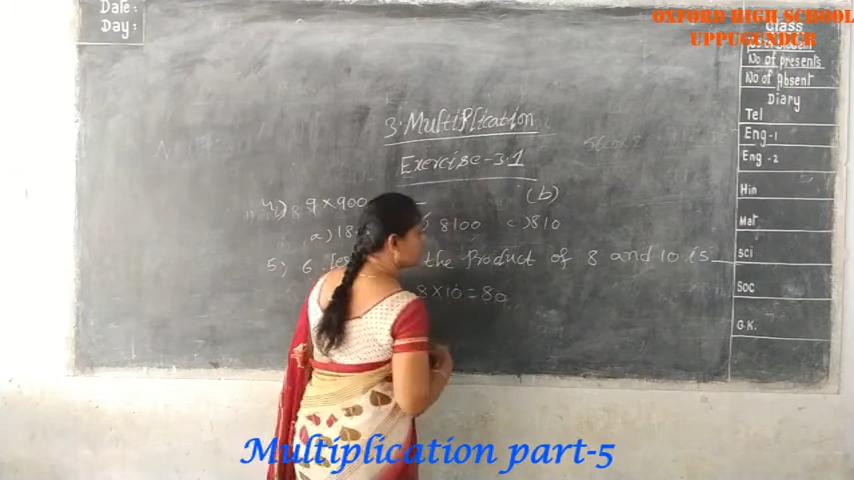 OXFORD HIGH SCHOOL
UPPUGUNDUR
Date:
Day:
Class
No of presents
No of Absent
Diary
Tel
Eng-1
Eng-2
Hin
Mat
Sci
Soc
G.K.
3. Multiplication
Exercise-3.1
4) 9×900 (b)
a) 8100 c) 810
5) 6 the product of 8 and 10 is
8×10=80
Multiplication part-5